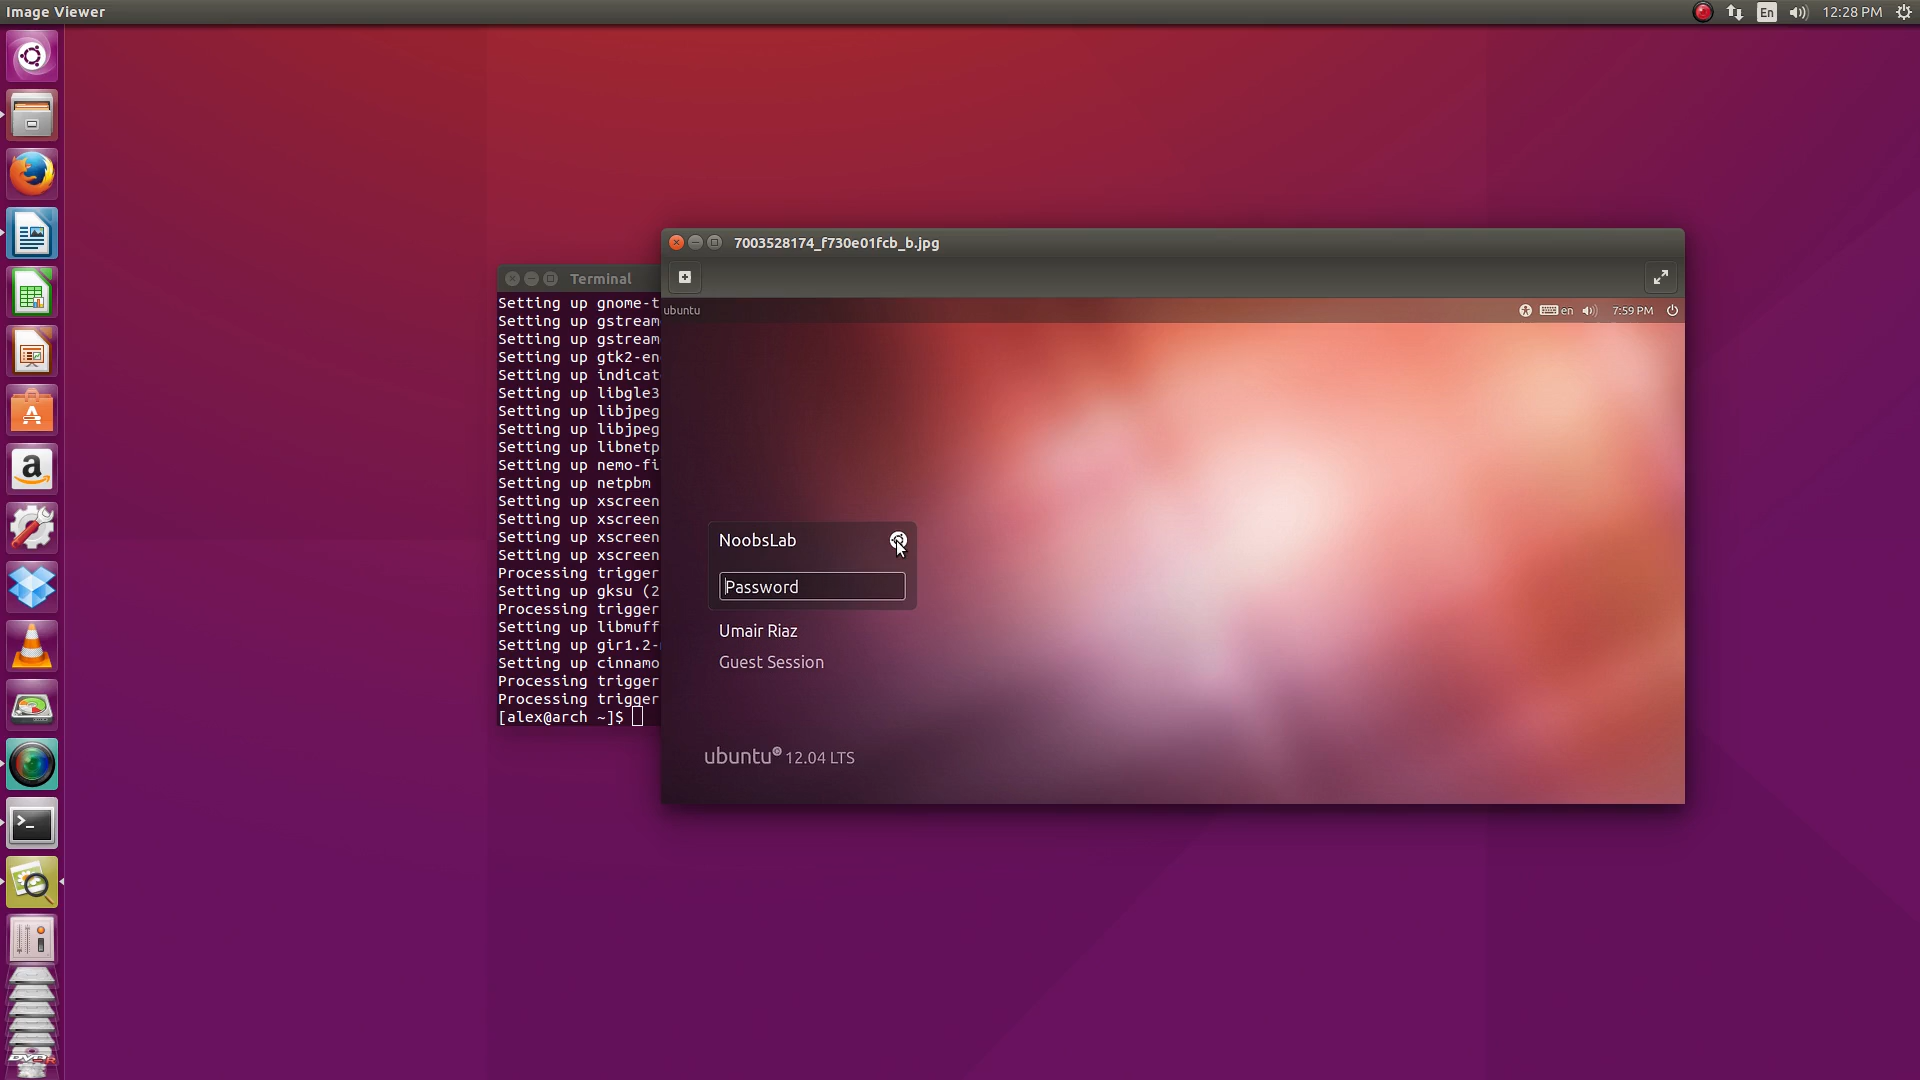 Image Viewer
En
12:28 PM
7003528174_f730e01fcb_b.jpg
Terminal
Setting up gnome-t
Setting up gstream
Setting up gstream
Setting up gtk2-en
Setting up indicat
Setting up libgle3
Setting up libjpeg
Setting up libjpeg
Setting up libnetp
Setting up nemo-fi
Setting up netpbm
Setting up xscreen
Setting up xscreen
Setting up xscreen
Setting up xscreen
Processing trigger
Setting up gksu (2
Processing trigger
Setting up libmuff
Setting up gir1.2-
Setting up cinnamo
Processing trigger
Processing trigger
[alex@arch ~]$
ubuntu
en
7:59 PM
NoobsLab
Password
Umair Riaz
Guest Session
ubuntu® 12.04 LTS